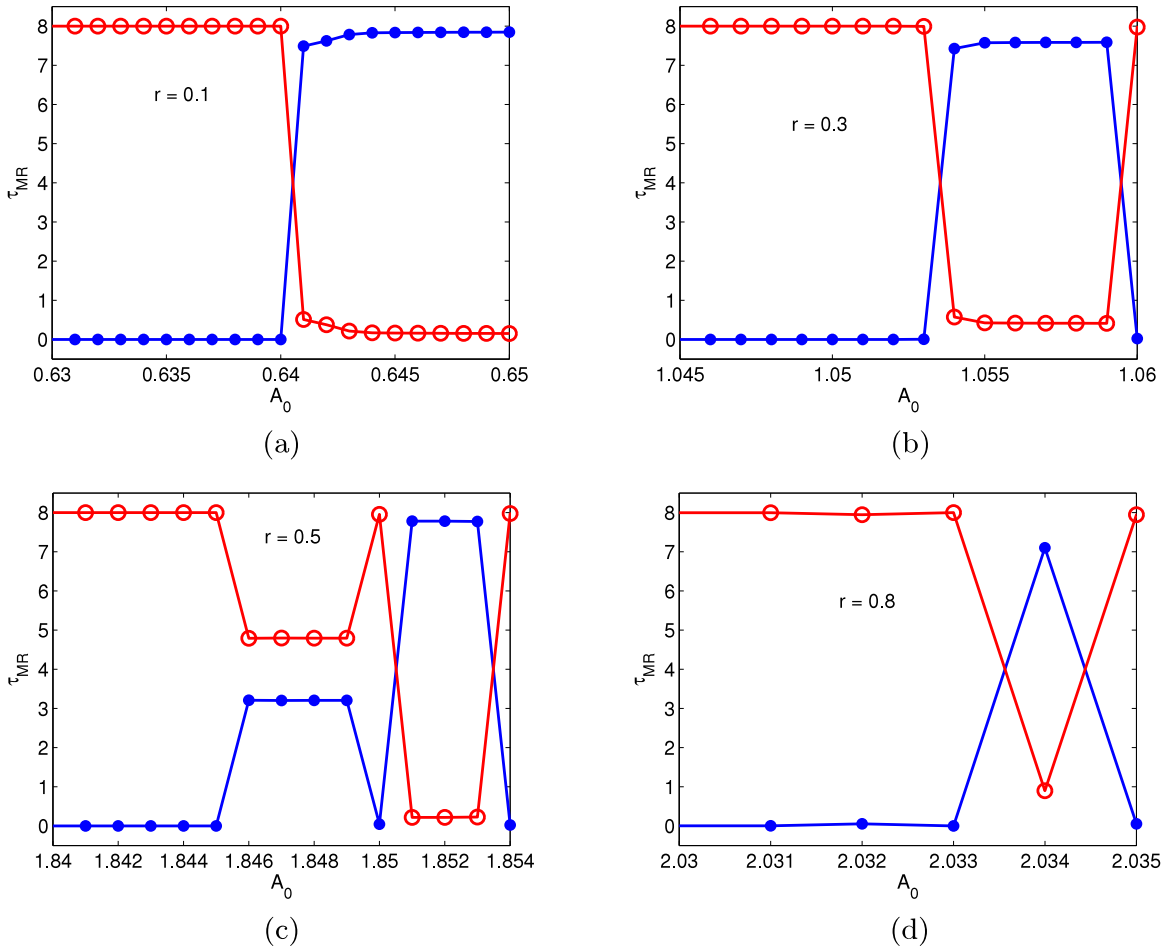 8
7
6
5
4
3
2
1
0
τMR
r = 0.1
0.63 0.635 0.64 0.645 0.65
A0
(a)
8
7
6
5
4
3
2
1
0
τMR
r = 0.3
1.045 1.05 1.055 1.06
A0
(b)
8
7
6
5
4
3
2
1
0
τMR
r = 0.5
1.84 1.842 1.844 1.846 1.848 1.85 1.852 1.854
A0
(c)
8
7
6
5
4
3
2
1
0
τMR
r = 0.8
2.03 2.031 2.032 2.033 2.034 2.035
A0
(d)